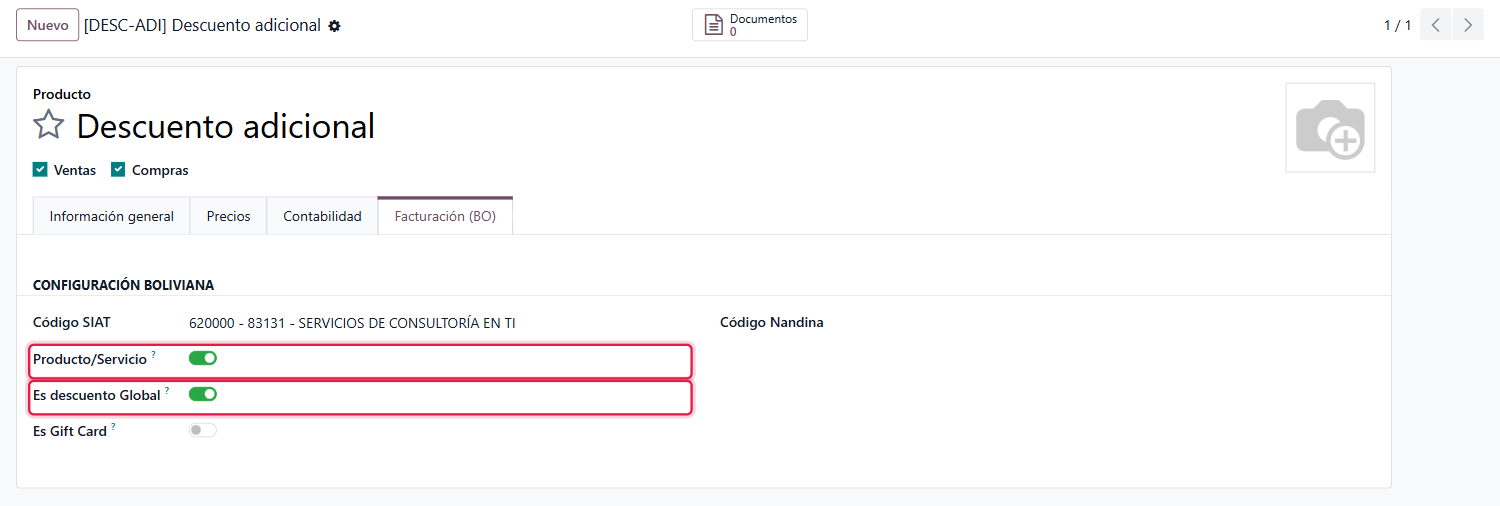 Nuevo [DESC-ADI] Descuento adicional
Documentos
0
1 / 1
Producto
Descuento adicional
Ventas Compras
Información general Precios Contabilidad Facturación (BO)
CONFIGURACIÓN BOLIVIANA
Código SIAT 620000 - 83131 - SERVICIOS DE CONSULTORÍA EN TI Código Nandina
Producto/Servicio ?
Es descuento Global ?
Es Gift Card ?